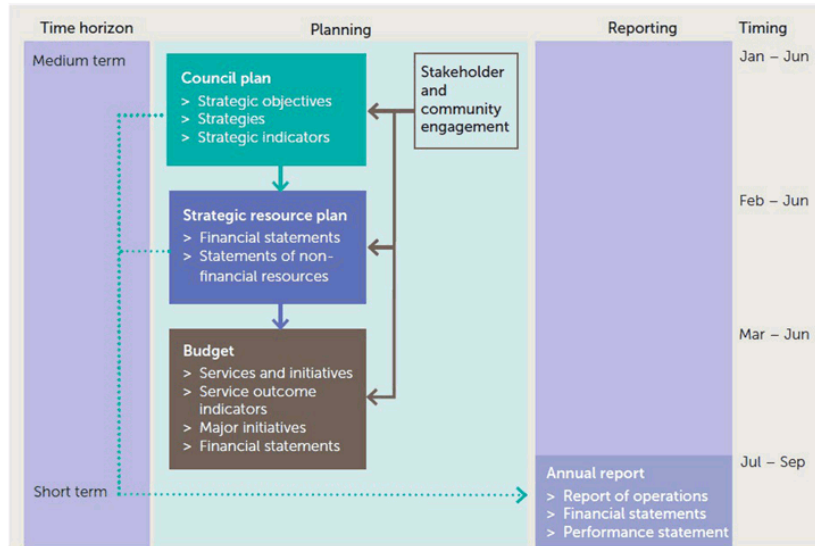 Time horizon
Planning
Reporting
Timing
Medium term
Jan – Jun
Council plan
> Strategic objectives
> Strategies
> Strategic indicators
Stakeholder
and
community
engagement
Feb – Jun
Strategic resource plan
> Financial statements
> Statements of non-
financial resources
Mar – Jun
Budget
> Services and initiatives
> Service outcome
indicators
> Major initiatives
> Financial statements
Jul – Sep
Short term
Annual report
> Report of operations
> Financial statements
> Performance statement